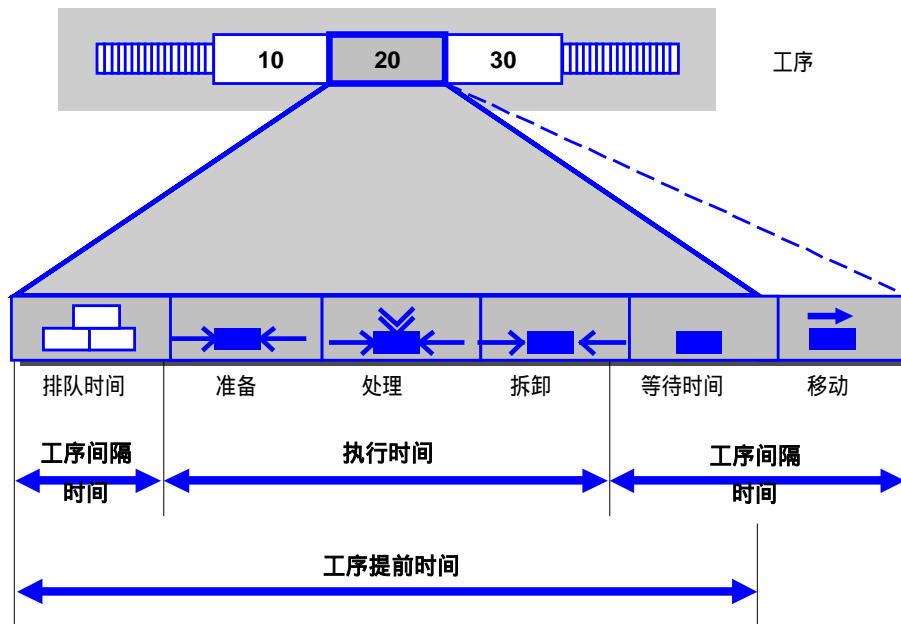 10 20 30 工序
排队时间 准备 处理 拆卸 等待时间 移动
工序间隔 执行时间 工序间隔
时间 时间
工序提前时间